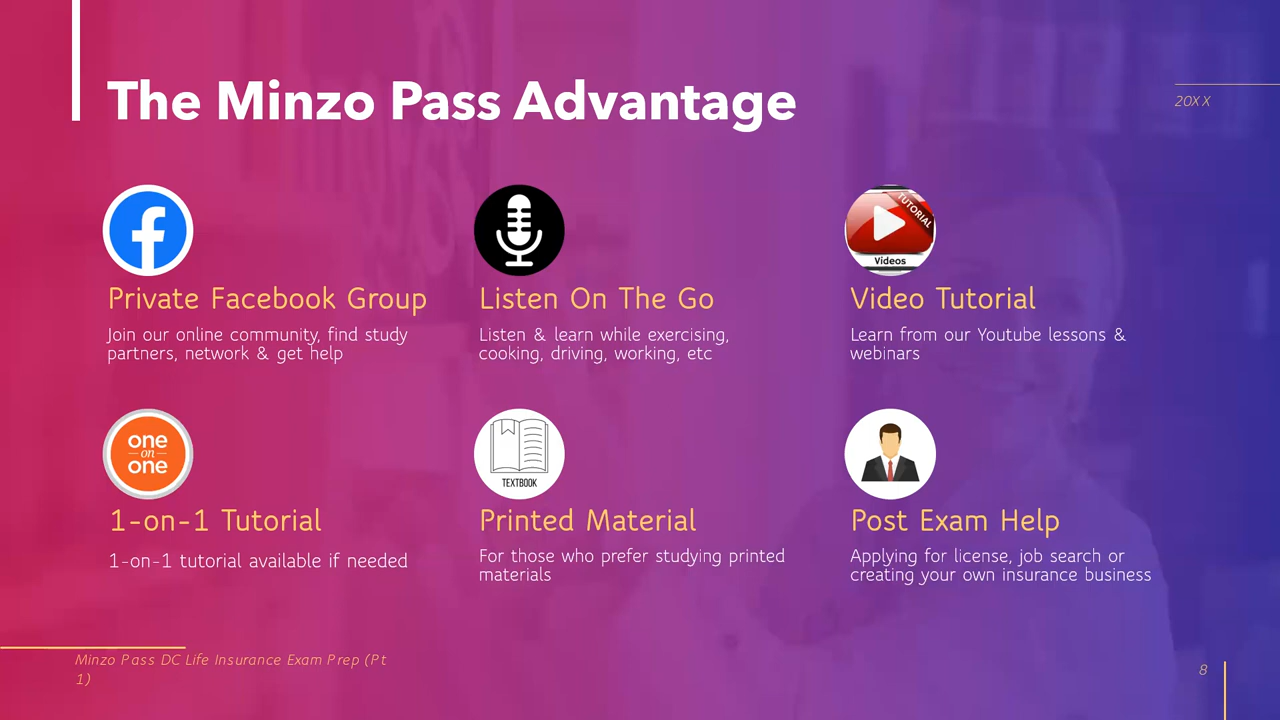 The Minzo Pass Advantage
20XX
TUTORIAL
Videos
Private Facebook Group
Join our online community, find study
partners, network & get help
Listen On The Go
Listen & learn while exercising,
cooking, driving, working, etc
Video Tutorial
Learn from our Youtube lessons &
webinars
one
on
one
1-on-1 Tutorial
1-on-1 tutorial available if needed
TEXTBOOK
Printed Material
For those who prefer studying printed
materials
Post Exam Help
Applying for license, job search or
creating your own insurance business
Minzo Pass DC Life Insurance Exam Prep (Pt
1)
8